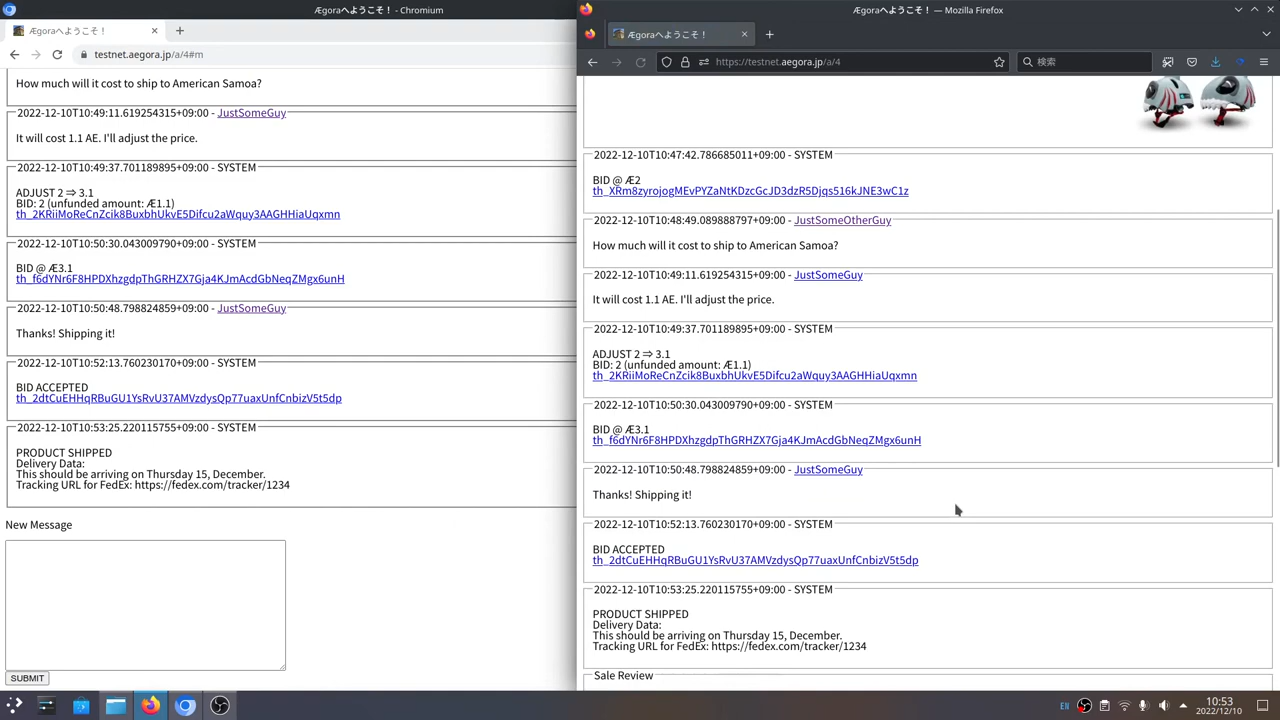 Ægoraへようこそ! - Chromium
Ægoraへようこそ!
testnet.aegora.jp/a/4#m
How much will it cost to ship to American Samoa?
2022-12-10T10:49:11.619254315+09:00 - JustSomeGuy
It will cost 1.1 AE. I'll adjust the price.
2022-12-10T10:49:37.701189895+09:00 - SYSTEM
ADJUST 2 ⇒ 3.1
BID: 2 (unfunded amount: Æ1.1)
th_2KRiiMoReCnZcik8BuxbhUkvE5Difcu2aWquy3AAGHHiaUqxmn
2022-12-10T10:50:30.043009790+09:00 - SYSTEM
BID @ Æ3.1
th_f6dYNr6F8HPDXhzgdpThGRHZX7Gja4KJmAcdGbNeqZMgx6unH
2022-12-10T10:50:48.798824859+09:00 - JustSomeGuy
Thanks! Shipping it!
2022-12-10T10:52:13.760230170+09:00 - SYSTEM
BID ACCEPTED
th_2dtCuEHHqRBuGU1YsRvU37AMVzdysQp77uaxUnfCnbizV5t5dp
2022-12-10T10:53:25.220115755+09:00 - SYSTEM
PRODUCT SHIPPED
Delivery Data:
This should be arriving on Thursday 15, December.
Tracking URL for FedEx: https://fedex.com/tracker/1234
New Message
SUBMIT
Ægoraへようこそ! — Mozilla Firefox
Ægoraへようこそ!
https://testnet.aegora.jp/a/4
検索
2022-12-10T10:47:42.786685011+09:00 - SYSTEM
BID @ Æ2
th_XRm8zyrojogMEvPYZaNtKDzcGcJD3dzR5Djqs516kJNE3wC1z
2022-12-10T10:48:49.089888797+09:00 - JustSomeOtherGuy
How much will it cost to ship to American Samoa?
2022-12-10T10:49:11.619254315+09:00 - JustSomeGuy
It will cost 1.1 AE. I'll adjust the price.
2022-12-10T10:49:37.701189895+09:00 - SYSTEM
ADJUST 2 ⇒ 3.1
BID: 2 (unfunded amount: Æ1.1)
th_2KRiiMoReCnZcik8BuxbhUkvE5Difcu2aWquy3AAGHHiaUqxmn
2022-12-10T10:50:30.043009790+09:00 - SYSTEM
BID @ Æ3.1
th_f6dYNr6F8HPDXhzgdpThGRHZX7Gja4KJmAcdGbNeqZMgx6unH
2022-12-10T10:50:48.798824859+09:00 - JustSomeGuy
Thanks! Shipping it!
2022-12-10T10:52:13.760230170+09:00 - SYSTEM
BID ACCEPTED
th_2dtCuEHHqRBuGU1YsRvU37AMVzdysQp77uaxUnfCnbizV5t5dp
2022-12-10T10:53:25.220115755+09:00 - SYSTEM
PRODUCT SHIPPED
Delivery Data:
This should be arriving on Thursday 15, December.
Tracking URL for FedEx: https://fedex.com/tracker/1234
Sale Review
EN
10:53
2022/12/10